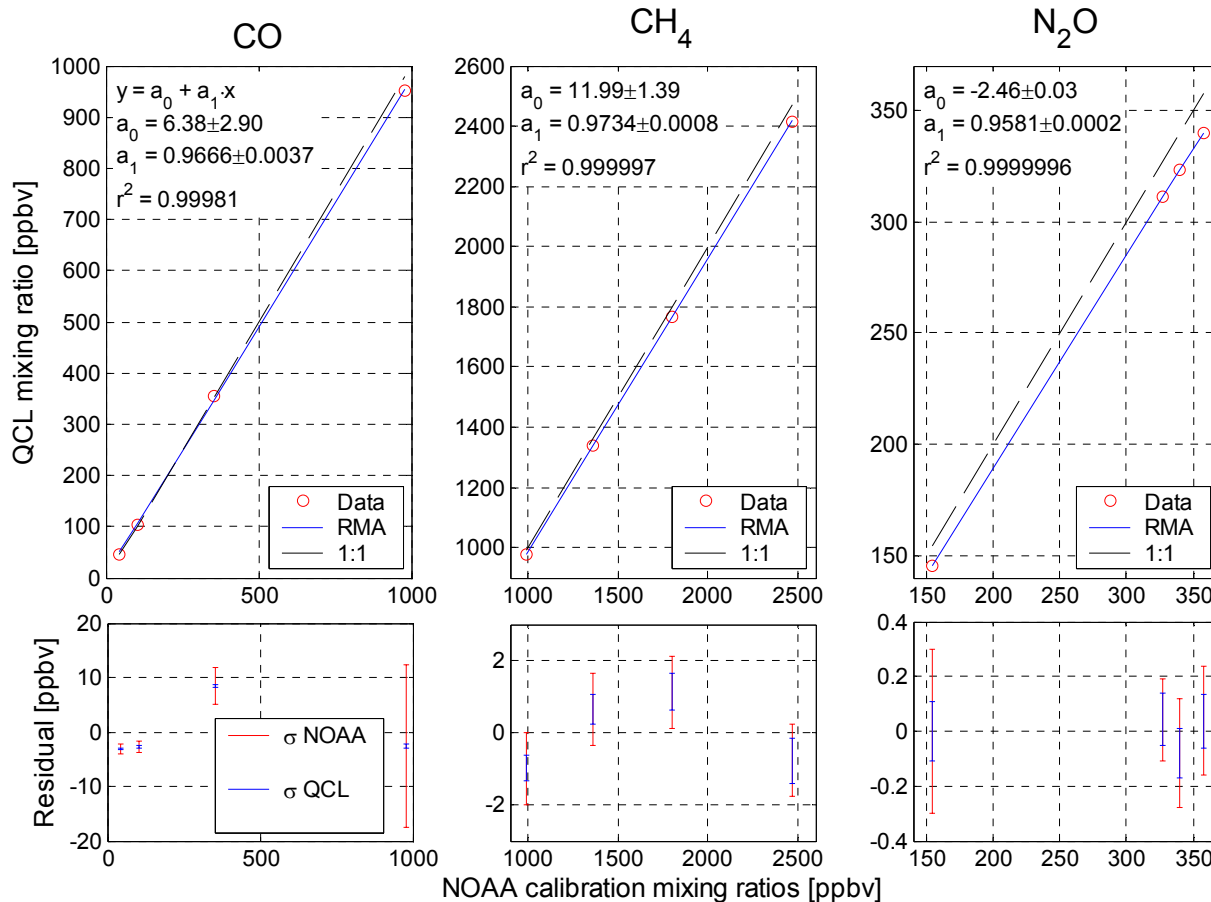 CO
CH4
N2O
QCL mixing ratio [ppbv]
1000
900
800
700
600
500
400
300
200
100
0
y = a0 + a1·x
a0 = 6.38±2.90
a1 = 0.9666±0.0037
r2 = 0.99981
Data
RMA
1:1
0
500
1000
2600
2400
2200
2000
1800
1600
1400
1200
1000
a0 = 11.99±1.39
a1 = 0.9734±0.0008
r2 = 0.999997
Data
RMA
1:1
1000
1500
2000
2500
350
300
250
200
150
a0 = -2.46±0.03
a1 = 0.9581±0.0002
r2 = 0.9999996
Data
RMA
1:1
150
200
250
300
350
Residual [ppbv]
20
10
0
-10
-20
σ NOAA
σ QCL
0
500
1000
2
0
-2
1000
1500
2000
2500
0.4
0.2
0
-0.2
0.4
150
200
250
300
350
NOAA calibration mixing ratios [ppbv]